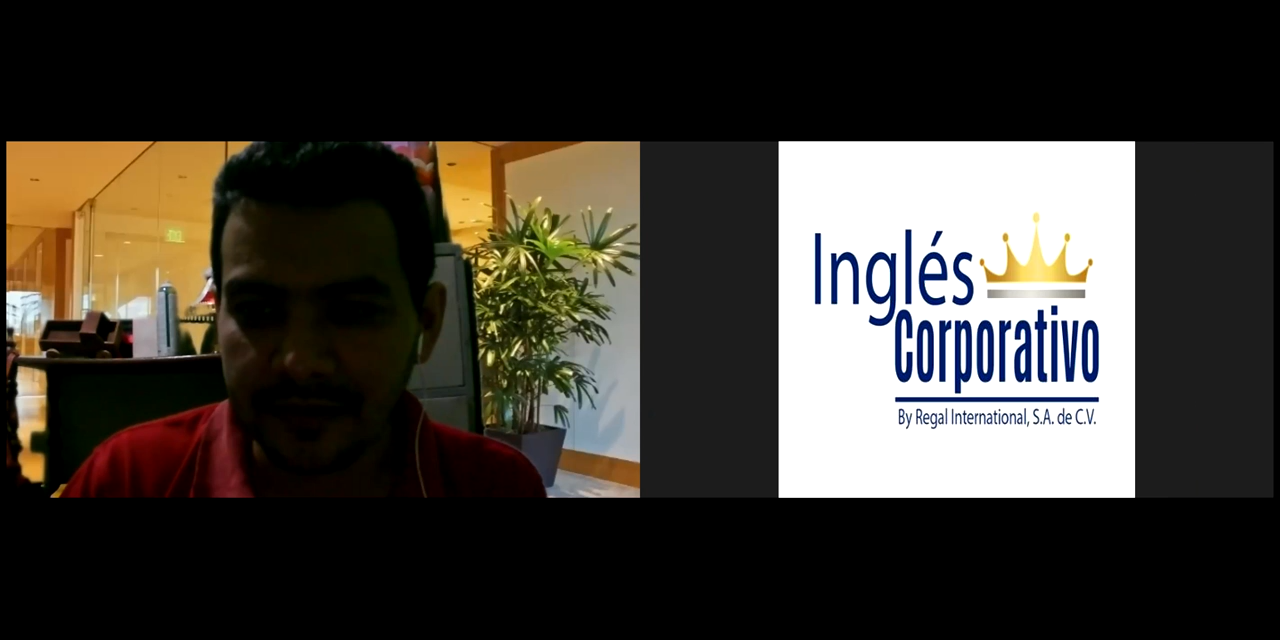 Inglés
Corporativo
By Regal International, S.A. de C.V.